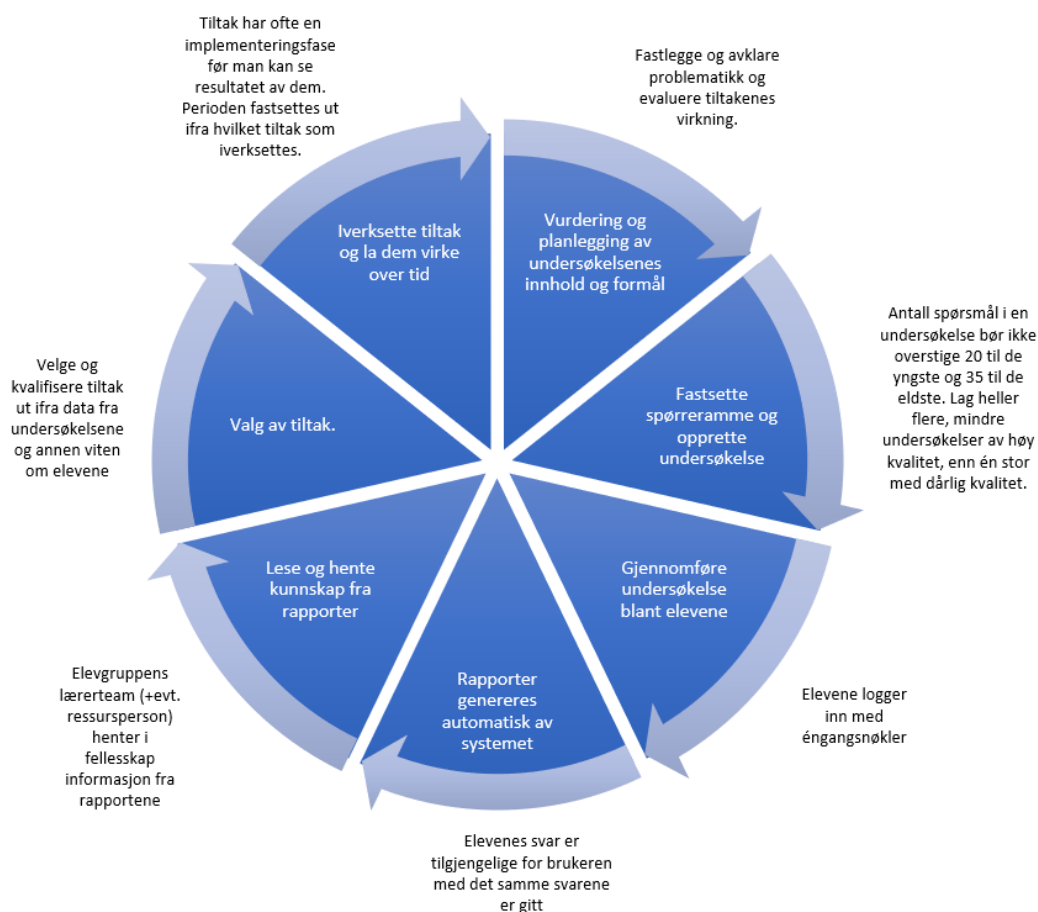 Tiltak har ofte en
implementeringsfase
før man kan se
resultatet av dem.
Perioden fastsettes ut
ifra hvilket tiltak som
iverksettes.
Fastlegge og avklare
problematikk og
evaluere tiltakenes
virkning.
Iverksette tiltak
og la dem virke
over tid
Vurdering og
planlegging av
undersøkelsenes
innhold og formål
Antall spørsmål i en
undersøkelse bør ikke
overstige 20 til de
yngste og 35 til de
eldste. Lag heller
flere, mindre
undersøkelser av høy
kvalitet, enn én stor
med dårlig kvalitet.
Velge og
kvalifisere tiltak
ut ifra data fra
undersøkelsene
og annen viten
om elevene
Valg av tiltak.
Fastsette
spørreramme og
opprette
undersøkelse
Lese og hente
kunnskap fra
rapporter
Gjennomføre
undersøkelse
blant elevene
Rapporter
genereres
automatisk av
systemet
Elevgruppens
lærerteam (+evt.
ressursperson)
henter i
fellesskap
informasjon fra
rapportene
Elevene logger
inn med
éngangsnøkler
Elevenes svar er
tilgjengelige for brukeren
med det samme svarene
er gitt